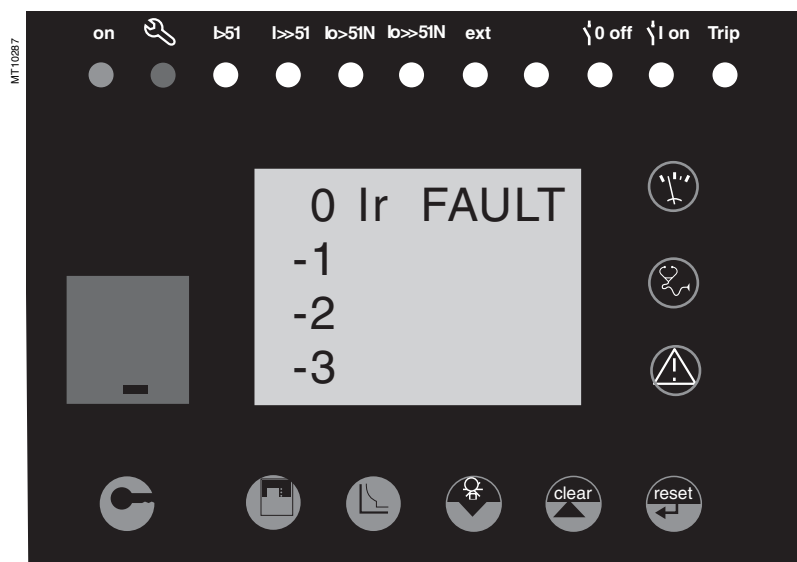 MT10287
on I>51 I>>51 Io>51N Io>>51N ext 0 off I on Trip
0 Ir FAULT
-1
-2
-3
clear reset